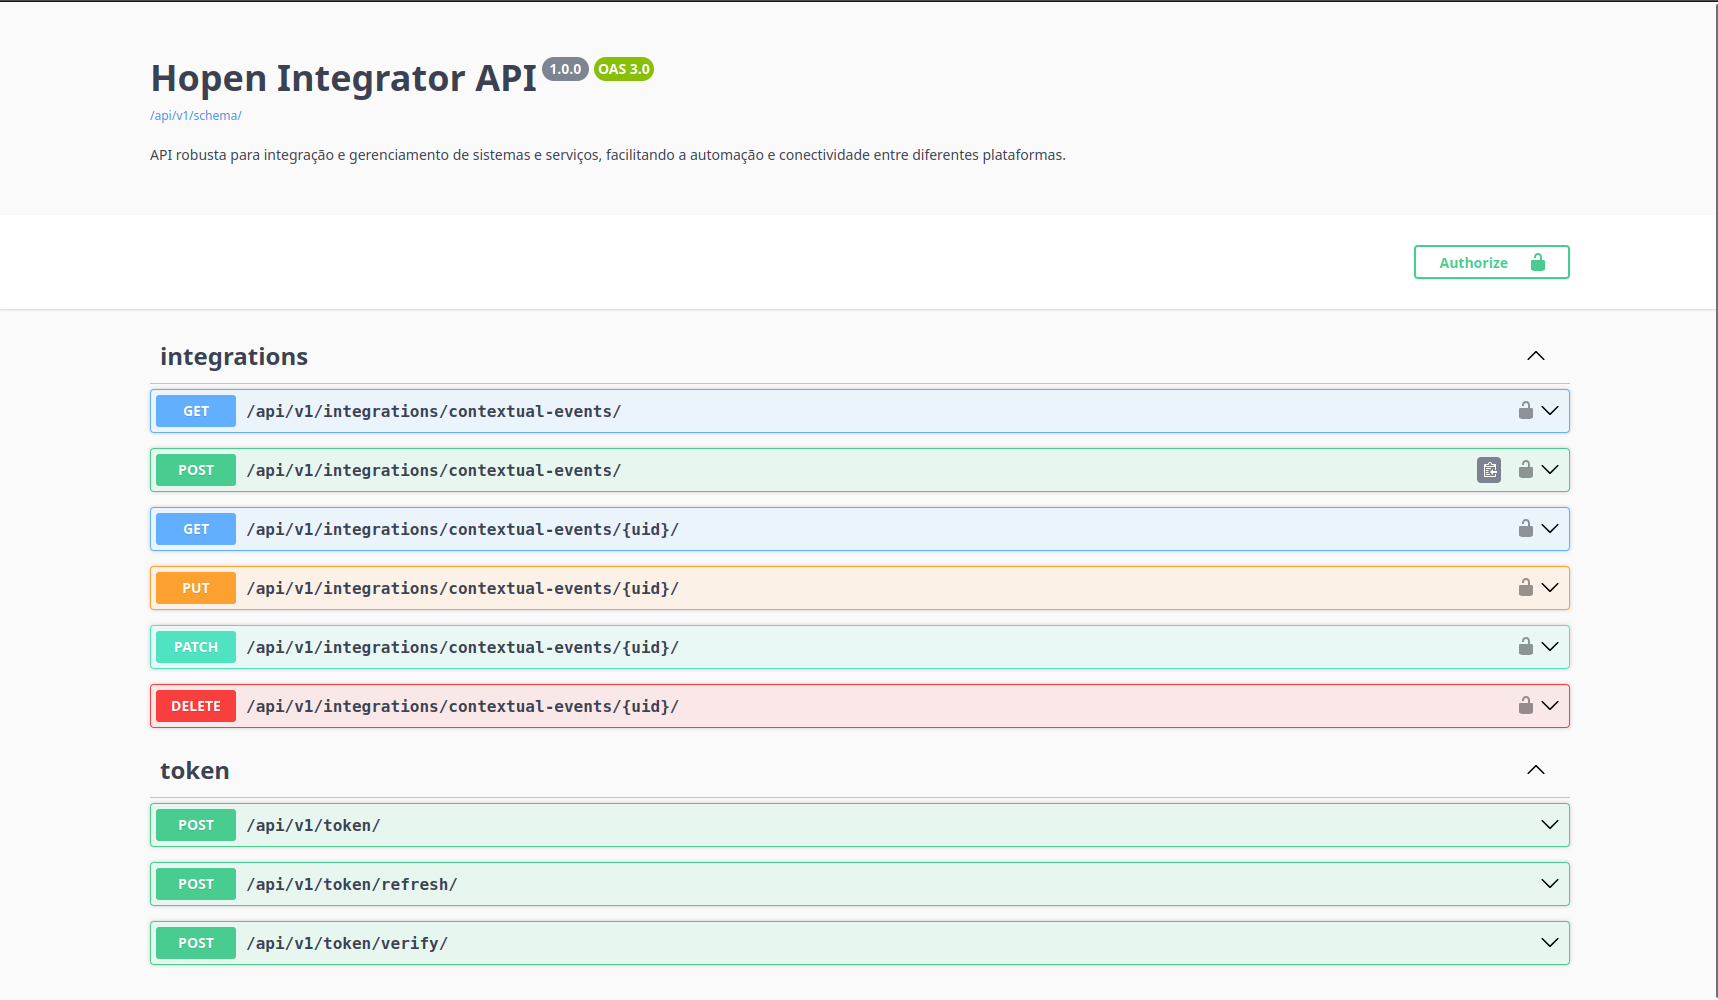 Hopen Integrator API 1.0.0 OAS 3.0
/api/v1/schema/
API robusta para integração e gerenciamento de sistemas e serviços, facilitando a automação e conectividade entre diferentes plataformas.
Authorize
integrations
GET /api/v1/integrations/contextual-events/
POST /api/v1/integrations/contextual-events/
GET /api/v1/integrations/contextual-events/{uid}/
PUT /api/v1/integrations/contextual-events/{uid}/
PATCH /api/v1/integrations/contextual-events/{uid}/
DELETE /api/v1/integrations/contextual-events/{uid}/
token
POST /api/v1/token/
POST /api/v1/token/refresh/
POST /api/v1/token/verify/